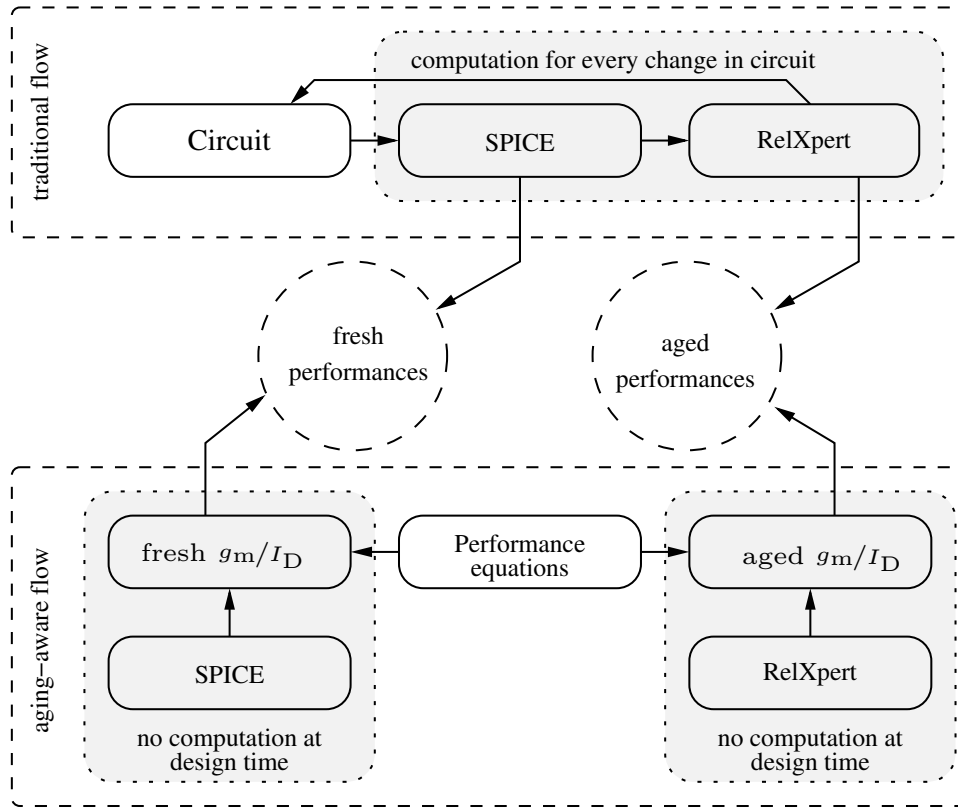 traditional flow
computation for every change in circuit
Circuit
SPICE
RelXpert
fresh
performances
aged
performances
aging–aware flow
fresh gm/ID
Performance
equations
aged gm/ID
SPICE
RelXpert
no computation at
design time
no computation at
design time